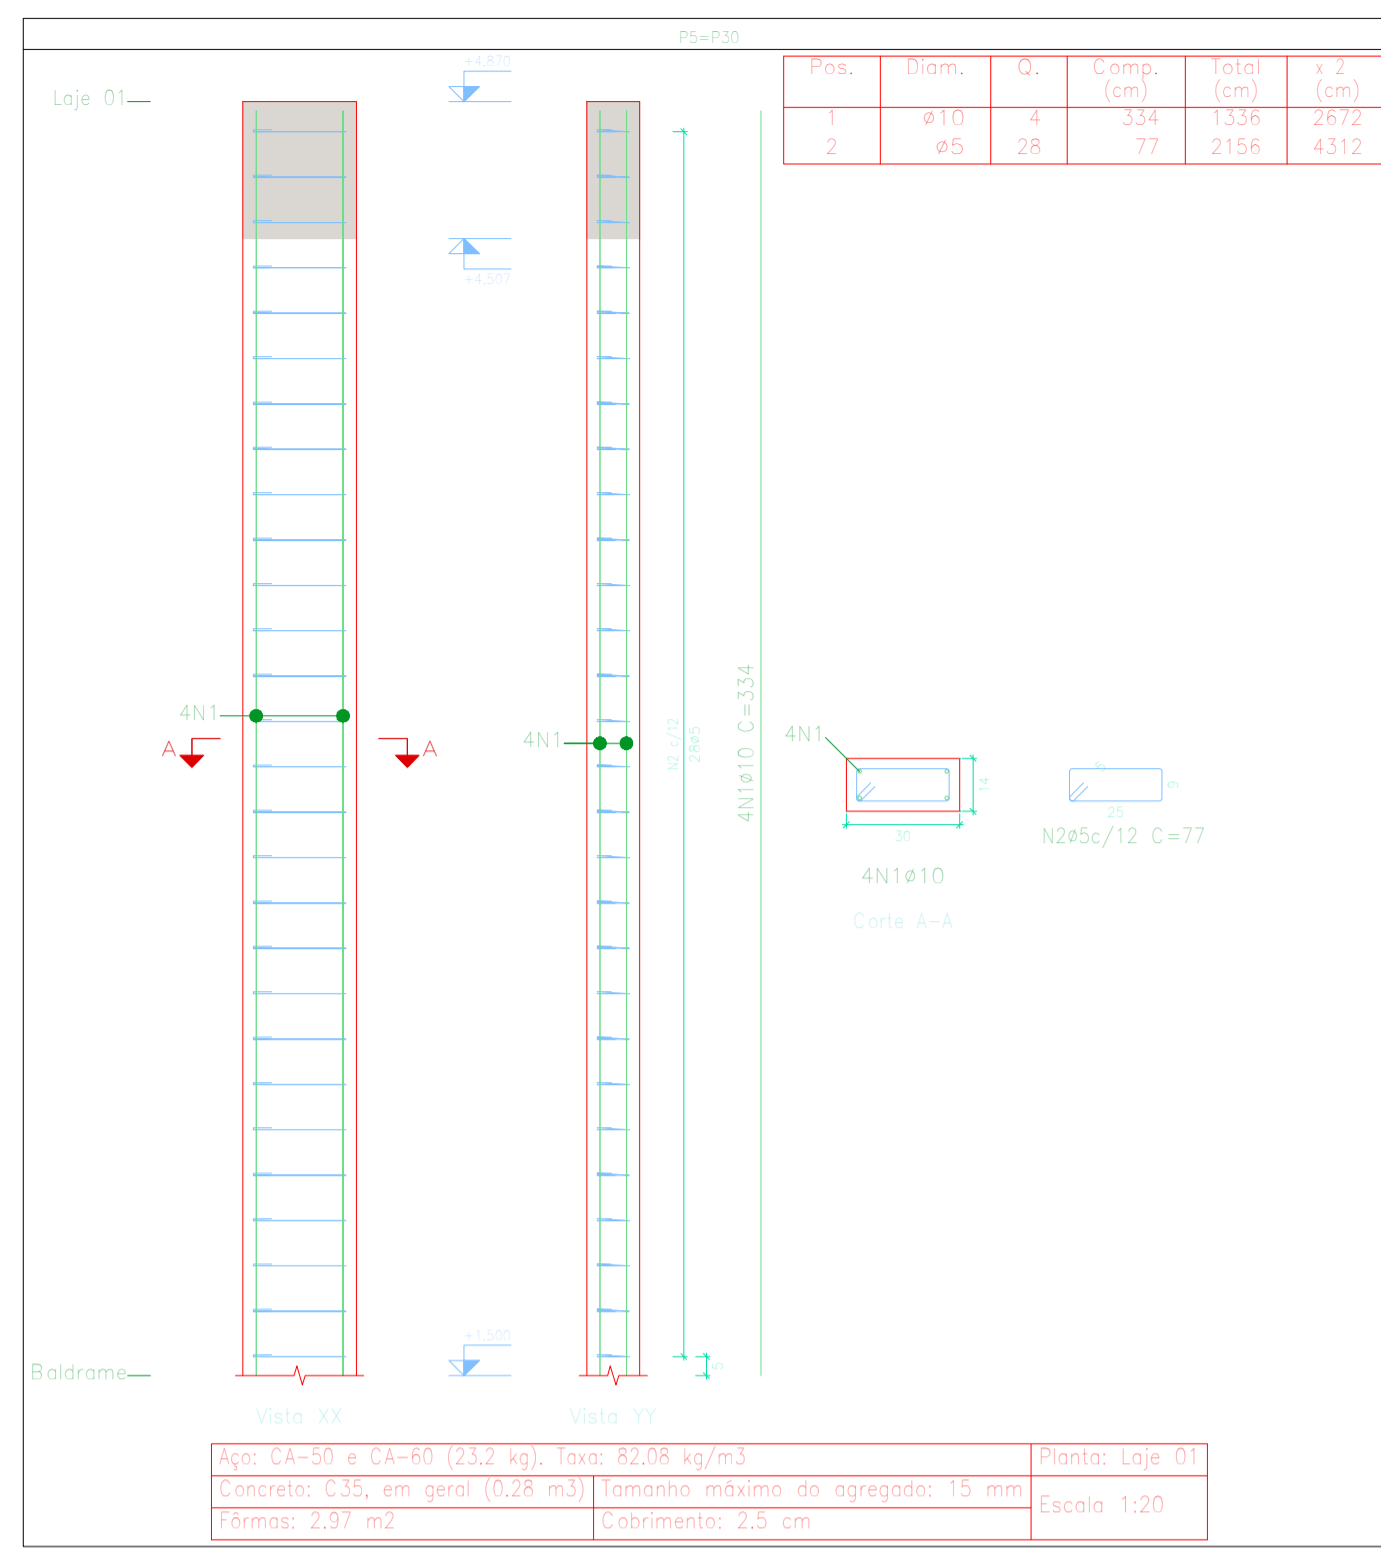 P5=P30
Pos. Diam. Q. Comp. (cm) Total (cm) x 2 (cm)
1 ø10 4 334 1336 2672
2 ø5 28 77 2156 4312
+4.870
Laje 01
+4.507
4N1
A A
4N1
N2 c/12
28ø5
4N1ø10 C=334
4N1
14
30
4N1ø10
Corte A-A
5
9
25
N2ø5c/12 C=77
+1.500
5
Baldrame
Vista XX
Vista YY
Aço: CA-50 e CA-60 (23.2 kg). Taxa: 82.08 kg/m3
Planta: Laje 01
Concreto: C35, em geral (0.28 m3)
Tamanho máximo do agregado: 15 mm
Escala 1:20
Fôrmas: 2.97 m2
Cobrimento: 2.5 cm